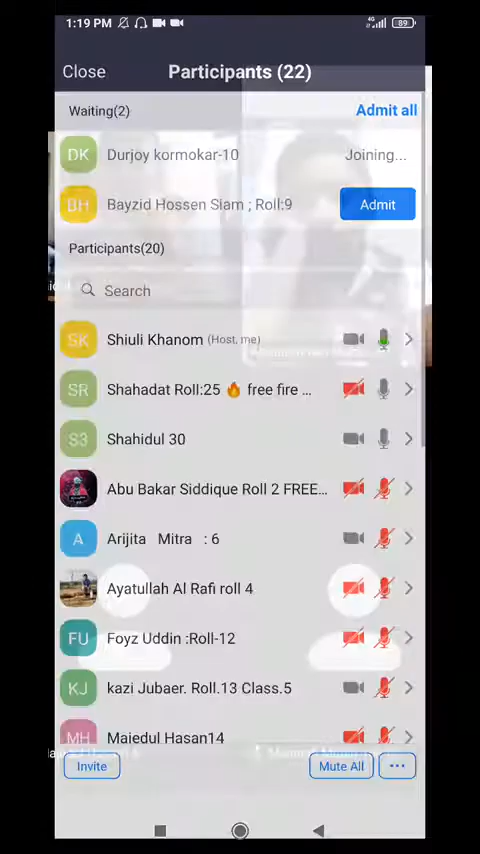 1:19 PM 4G 89
Close Participants (22)
Waiting(2) Admit all
DK Durjoy kormokar-10 Joining...
BH Bayzid Hossen Siam ; Roll:9 Admit
Participants(20)
Search
SK Shiuli Khanom (Host, me)
SR Shahadat Roll:25 🔥 free fire ...
S3 Shahidul 30
Abu Bakar Siddique Roll 2 FREE...
A Arijita Mitra : 6
Ayatullah Al Rafi roll 4
FU Foyz Uddin :Roll-12
KJ kazi Jubaer. Roll.13 Class.5
MH Maiedul Hasan14
Invite Mute All ...